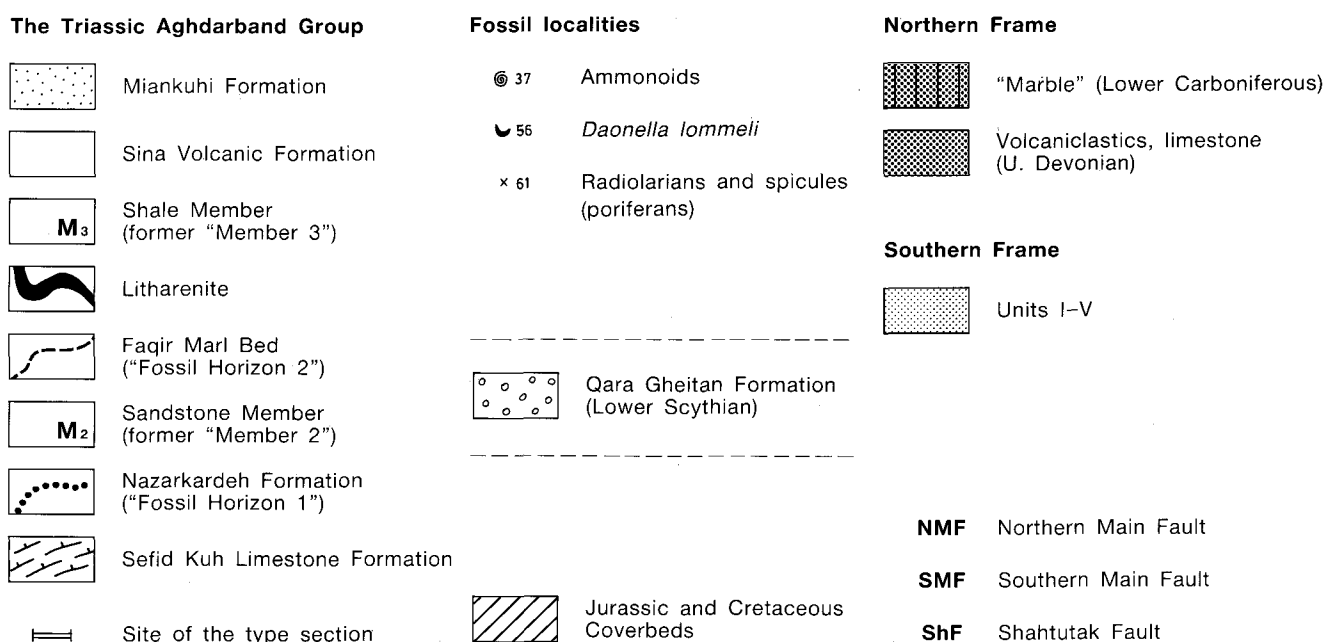 The Triassic Aghdarband Group
Miankuhi Formation
Sina Volcanic Formation
M3
Shale Member
(former "Member 3")
Litharenite
Faqir Marl Bed
("Fossil Horizon 2")
M2
Sandstone Member
(former "Member 2")
Nazarkardeh Formation
("Fossil Horizon 1")
Sefid Kuh Limestone Formation
Site of the type section
Fossil localities
37 Ammonoids
56 Daonella lommeli
× 61 Radiolarians and spicules
(poriferans)
Qara Gheitan Formation
(Lower Scythian)
Jurassic and Cretaceous
Coverbeds
Northern Frame
"Marble" (Lower Carboniferous)
Volcaniclastics, limestone
(U. Devonian)
Southern Frame
Units I–V
NMF Northern Main Fault
SMF Southern Main Fault
ShF Shahtutak Fault